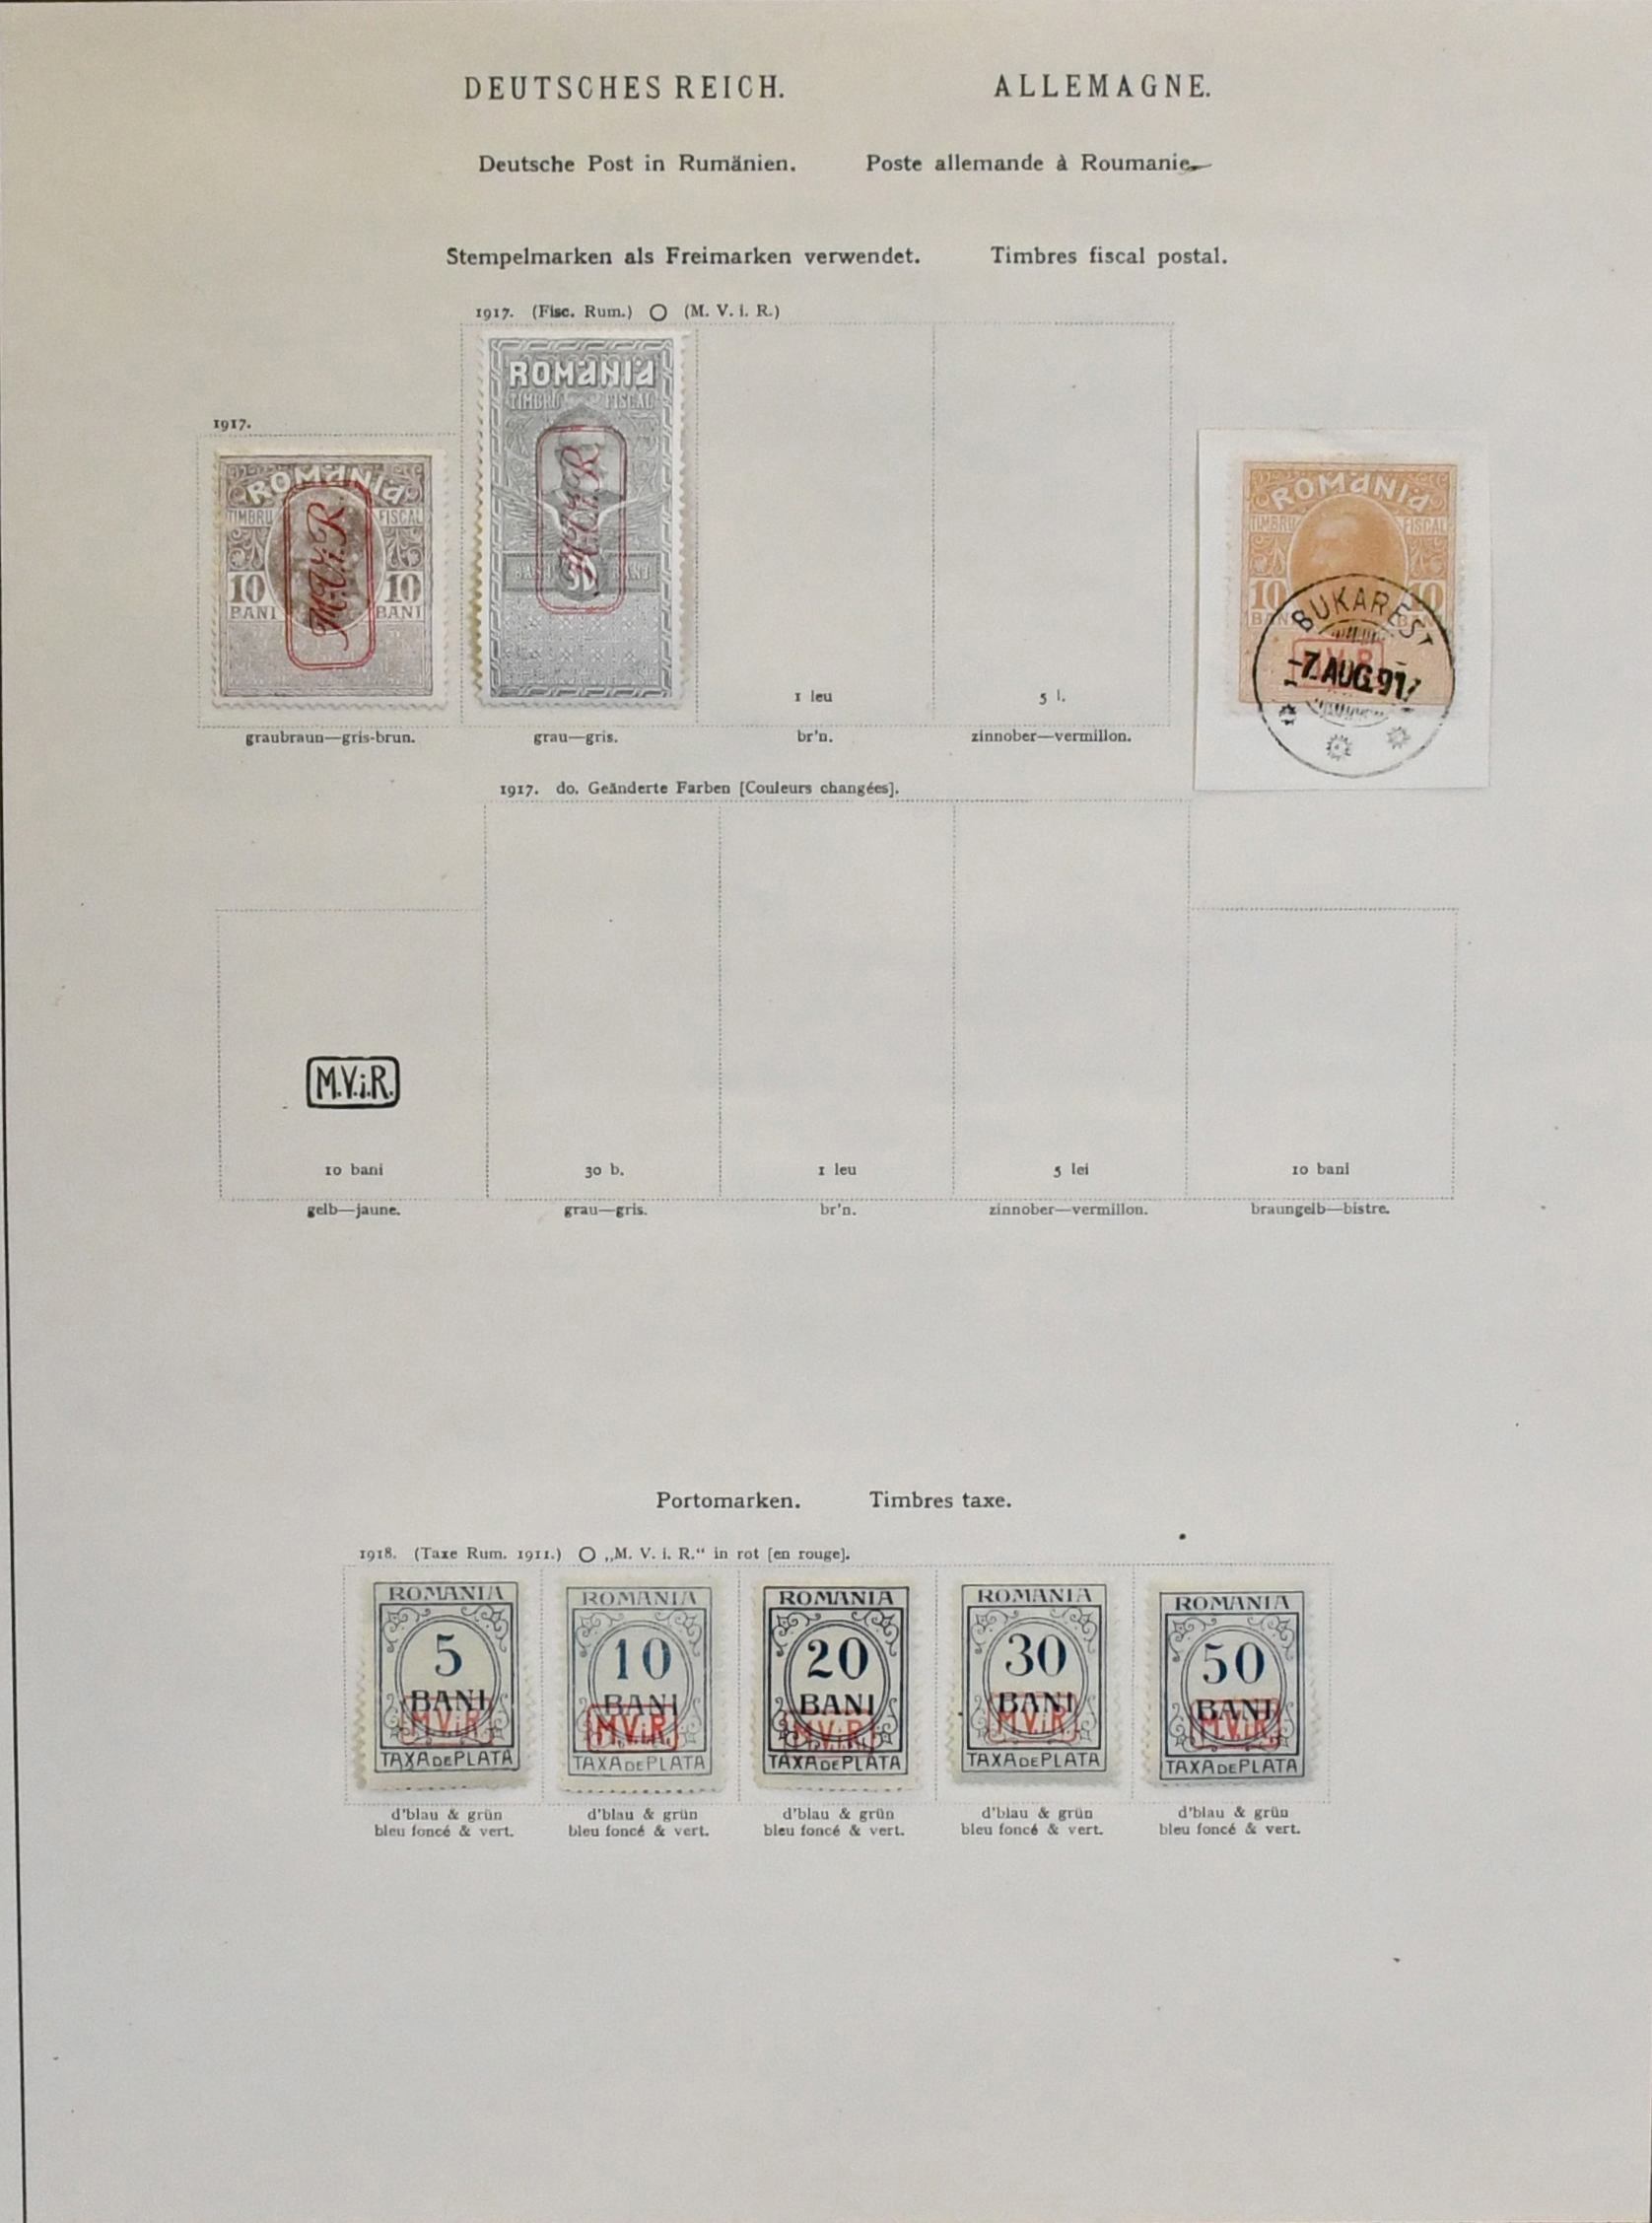 DEUTSCHES REICH. ALLEMAGNE.
Deutsche Post in Rumänien. Poste allemande à Roumanie.
Stempelmarken als Freimarken verwendet. Timbres fiscal postal.
1917. (Fisc. Rum.) (M. V. i. R.)
1917.
ROMANIA
TIMBRU FISCAL
10 10
BANI BANI
M.V.i.R
ROMANIA
TIMBRU FISCAL
M.V.i.R
BANI BANI
1 leu
5 l.
ROMANIA
TIMBRU FISCAL
10 10
BANI
M.V.i.R
BUKAREST
-7.AUG.917
graubraun—gris-brun.
grau—gris.
br'n.
zinnober—vermillon.
1917. do. Geänderte Farben [Couleurs changées].
M.V.i.R.
10 bani
30 b.
1 leu
5 lei
10 bani
gelb—jaune.
grau—gris.
br'n.
zinnober—vermillon.
braungelb—bistre.
Portomarken. Timbres taxe.
1918. (Taxe Rum. 1911.) „M. V. i. R.“ in rot [en rouge].
ROMANIA
5
BANI
M.V.i.R.
TAXA DE PLATA
ROMANIA
10
BANI
M.V.i.R.
TAXA DE PLATA
ROMANIA
20
BANI
M.V.i.R.
TAXA DE PLATA
ROMANIA
30
BANI
M.V.i.R.
TAXA DE PLATA
ROMANIA
50
BANI
M.V.i.R.
TAXA DE PLATA
d'blau & grün
bleu foncé & vert.
d'blau & grün
bleu foncé & vert.
d'blau & grün
bleu foncé & vert.
d'blau & grün
bleu foncé & vert.
d'blau & grün
bleu foncé & vert.